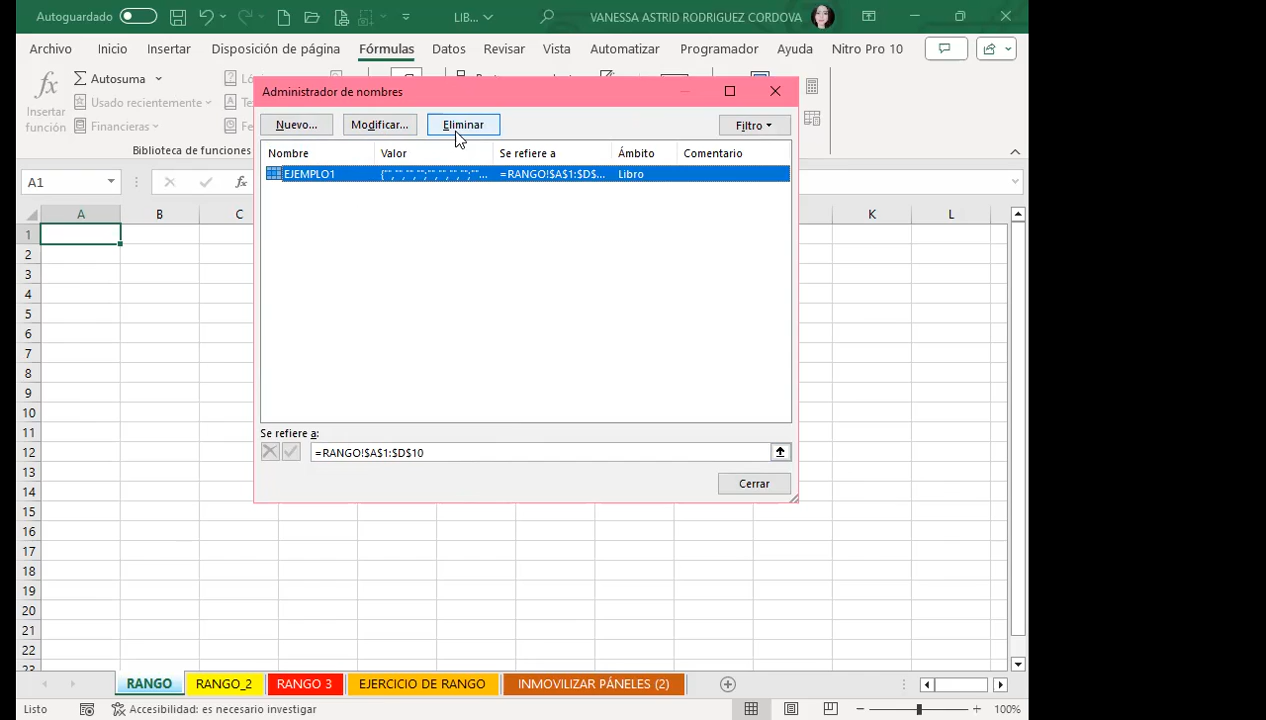 Autoguardado
LIB...
VANESSA ASTRID RODRIGUEZ CORDOVA
Archivo Inicio Insertar Disposición de página Fórmulas Datos Revisar Vista Automatizar Programador Ayuda Nitro Pro 10
fx
Insertar
función
Autosuma
Usado recientemente
Financieras
Biblioteca de funciones
Administrador de nombres
Nuevo... Modificar... Eliminar Filtro
Nombre Valor Se refiere a Ámbito Comentario
EJEMPLO1 {"","","","";"","","","";""... =RANGO!$A$1:$D$... Libro
Se refiere a:
=RANGO!$A$1:$D$10
Cerrar
A1 fx
A B C K L
1
2
3
4
5
6
7
8
9
10
11
12
13
14
15
16
17
18
19
20
21
22
23
RANGO RANGO_2 RANGO 3 EJERCICIO DE RANGO INMOVILIZAR PÁNELES (2)
Listo Accesibilidad: es necesario investigar 100%